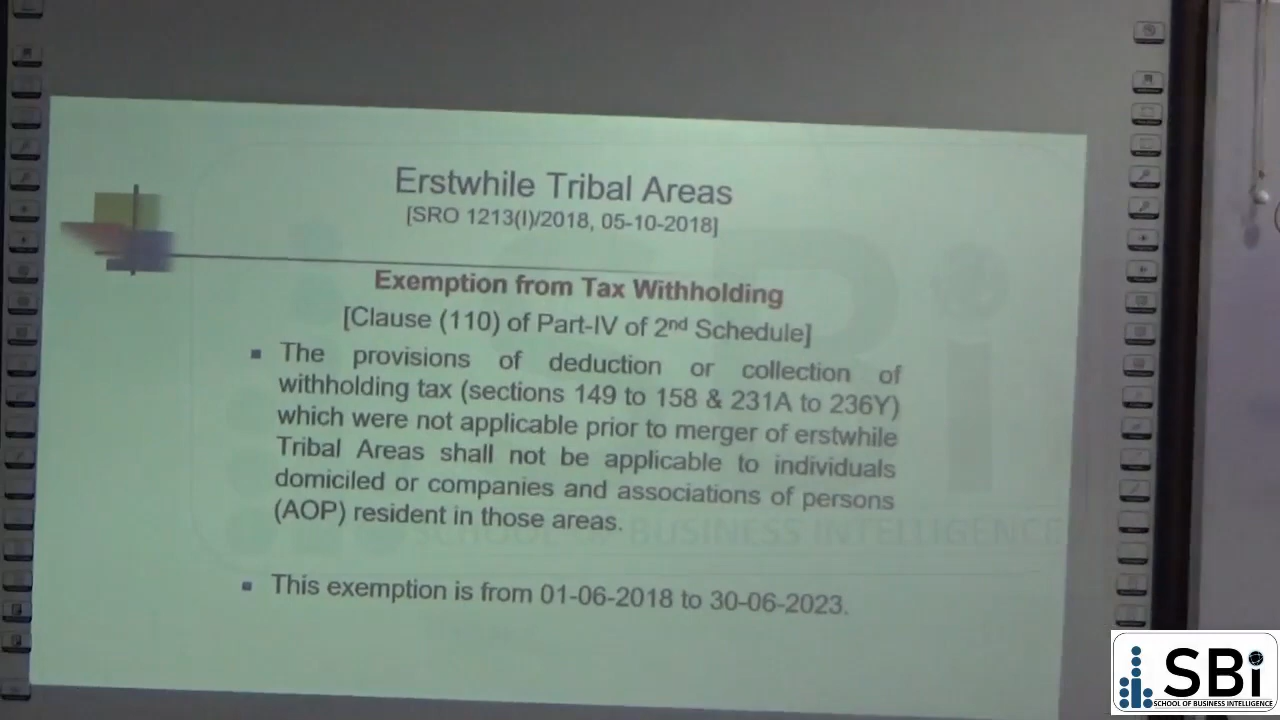 Erstwhile Tribal Areas
[SRO 1213(I)/2018, 05-10-2018]
Exemption from Tax Withholding
[Clause (110) of Part-IV of 2nd Schedule]
▪ The provisions of deduction or collection of
withholding tax (sections 149 to 158 & 231A to 236Y)
which were not applicable prior to merger of erstwhile
Tribal Areas shall not be applicable to individuals
domiciled or companies and associations of persons
(AOP) resident in those areas.
SCHOOL OF BUSINESS INTELLIGENCE
▪ This exemption is from 01-06-2018 to 30-06-2023.
SBi
SCHOOL OF BUSINESS INTELLIGENCE